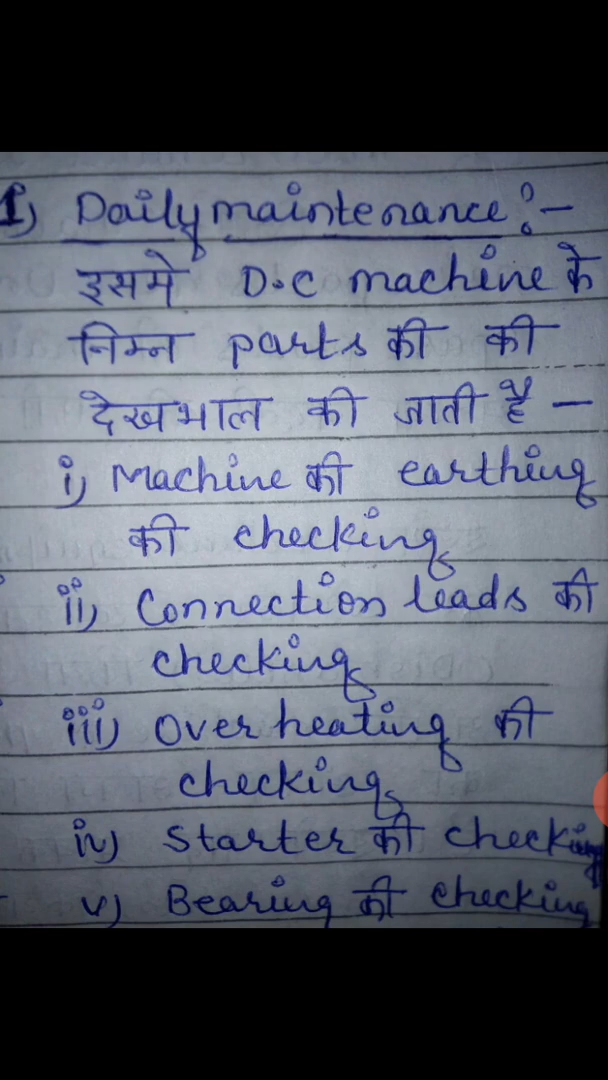 1) Daily maintenance :-
इसमे D.C machine के
निम्न parts की की
देखभाल की जाती है –
i) Machine की earthing
की checking
ii) Connection leads की
checking
iii) Over heating की
checking
iv) Starter की checking
v) Bearing की checking